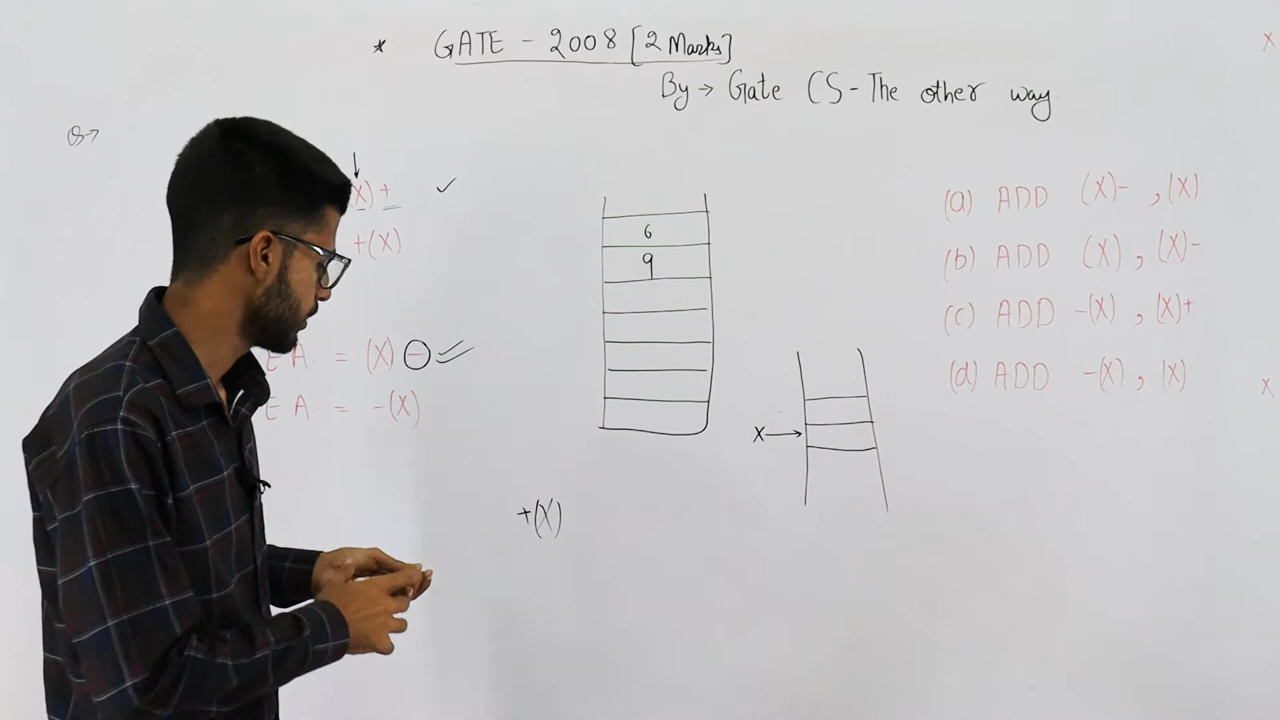 * GATE - 2008 [2 Marks]
By → Gate CS - The other way
Q →
X) +
+(X)
E.A. = (X) -
E.A. = -(X)
6
9
X →
+(X)
(a) ADD (X)- , (X)
(b) ADD (X) , (X)-
(c) ADD -(X) , (X)+
(d) ADD -(X) , (X)
X
X